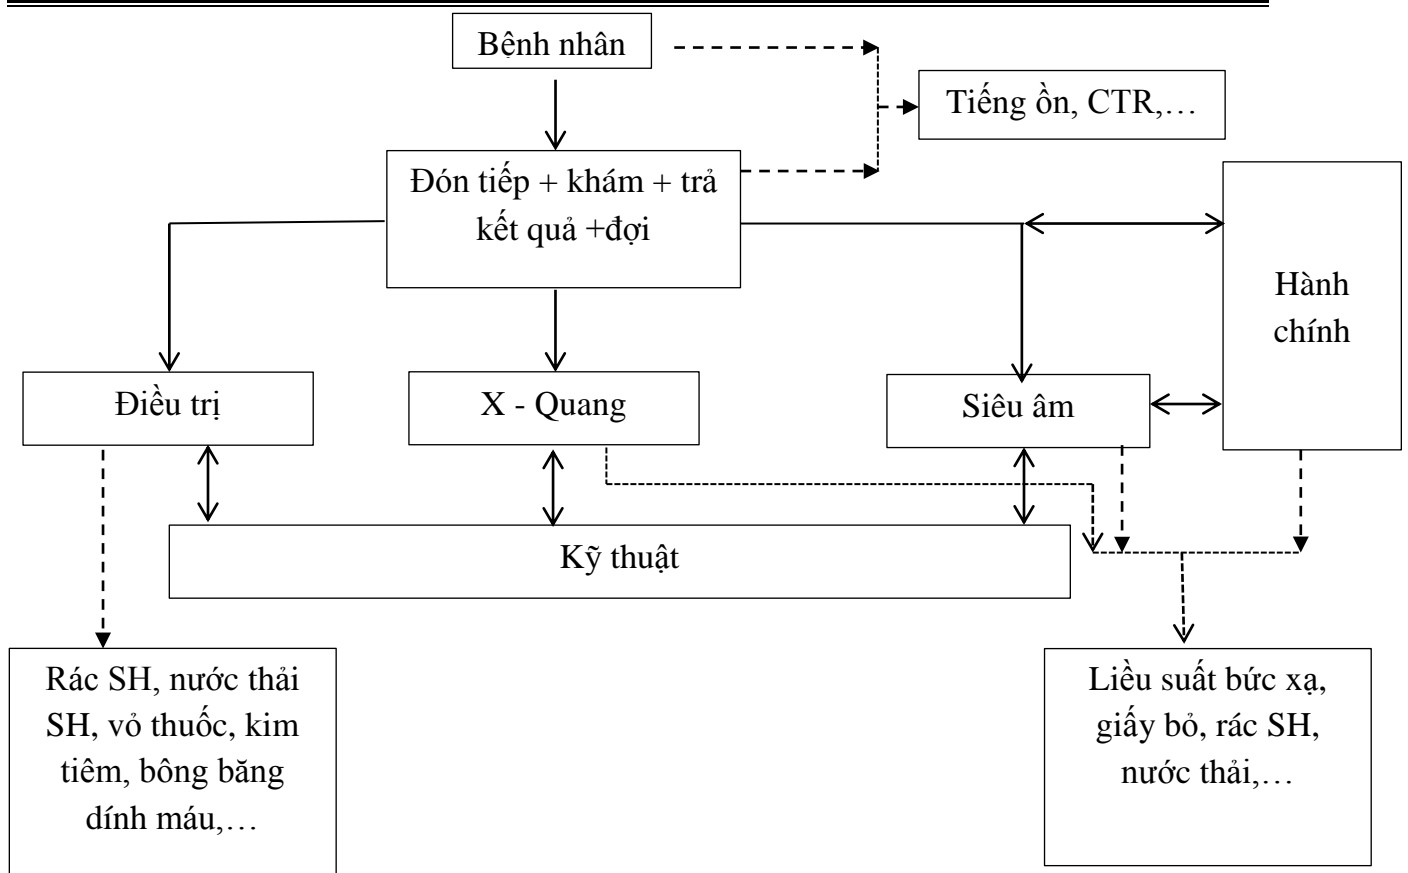 Bệnh nhân
Tiếng ồn, CTR,…
Đón tiếp + khám + trả
kết quả +đợi
Hành
chính
Điều trị
X - Quang
Siêu âm
Kỹ thuật
Rác SH, nước thải
SH, vỏ thuốc, kim
tiêm, bông băng
dính máu,…
Liều suất bức xạ,
giấy bỏ, rác SH,
nước thải,…